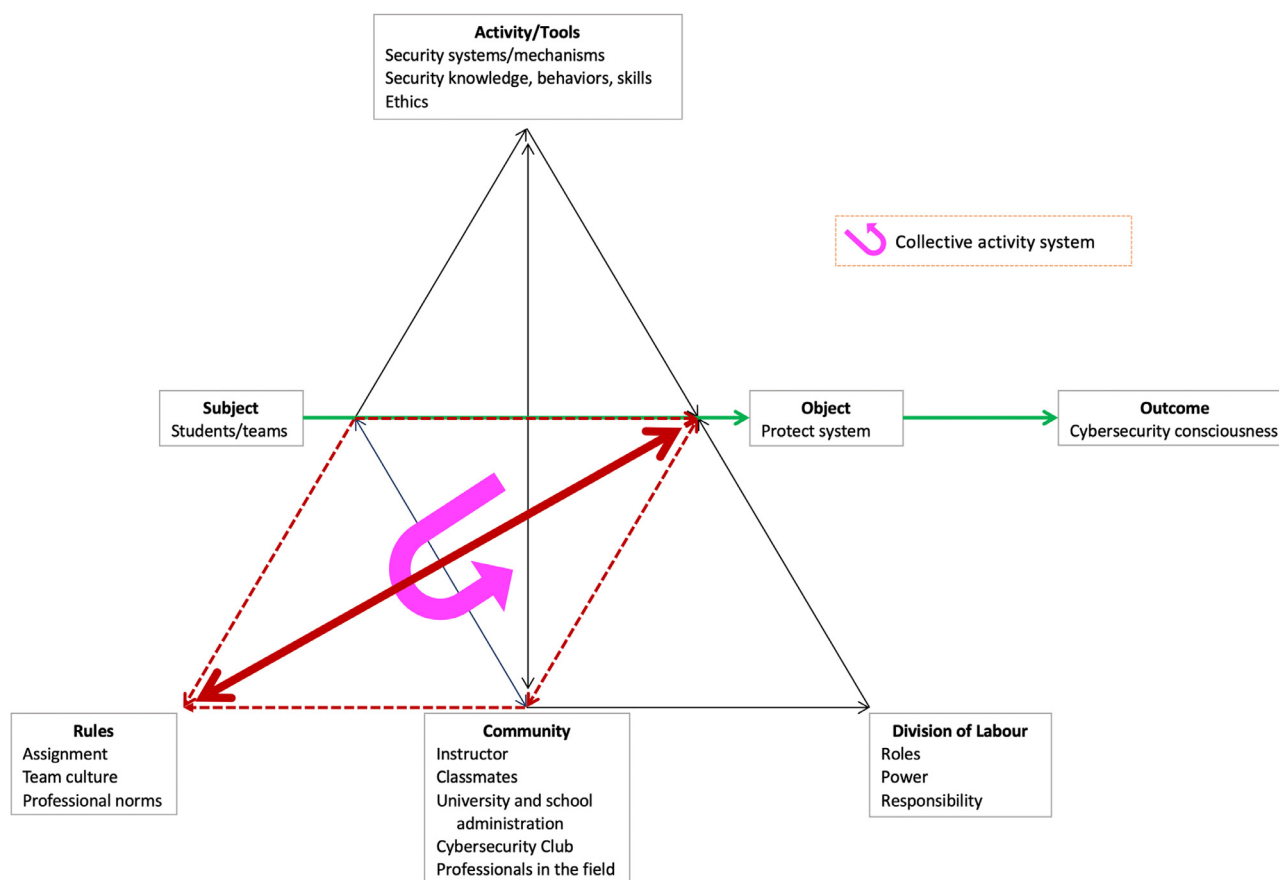 Activity/Tools
Security systems/mechanisms
Security knowledge, behaviors, skills
Ethics
Collective activity system
Subject
Students/teams
Object
Protect system
Outcome
Cybersecurity consciousness
Rules
Assignment
Team culture
Professional norms
Community
Instructor
Classmates
University and school
administration
Cybersecurity Club
Professionals in the field
Division of Labour
Roles
Power
Responsibility